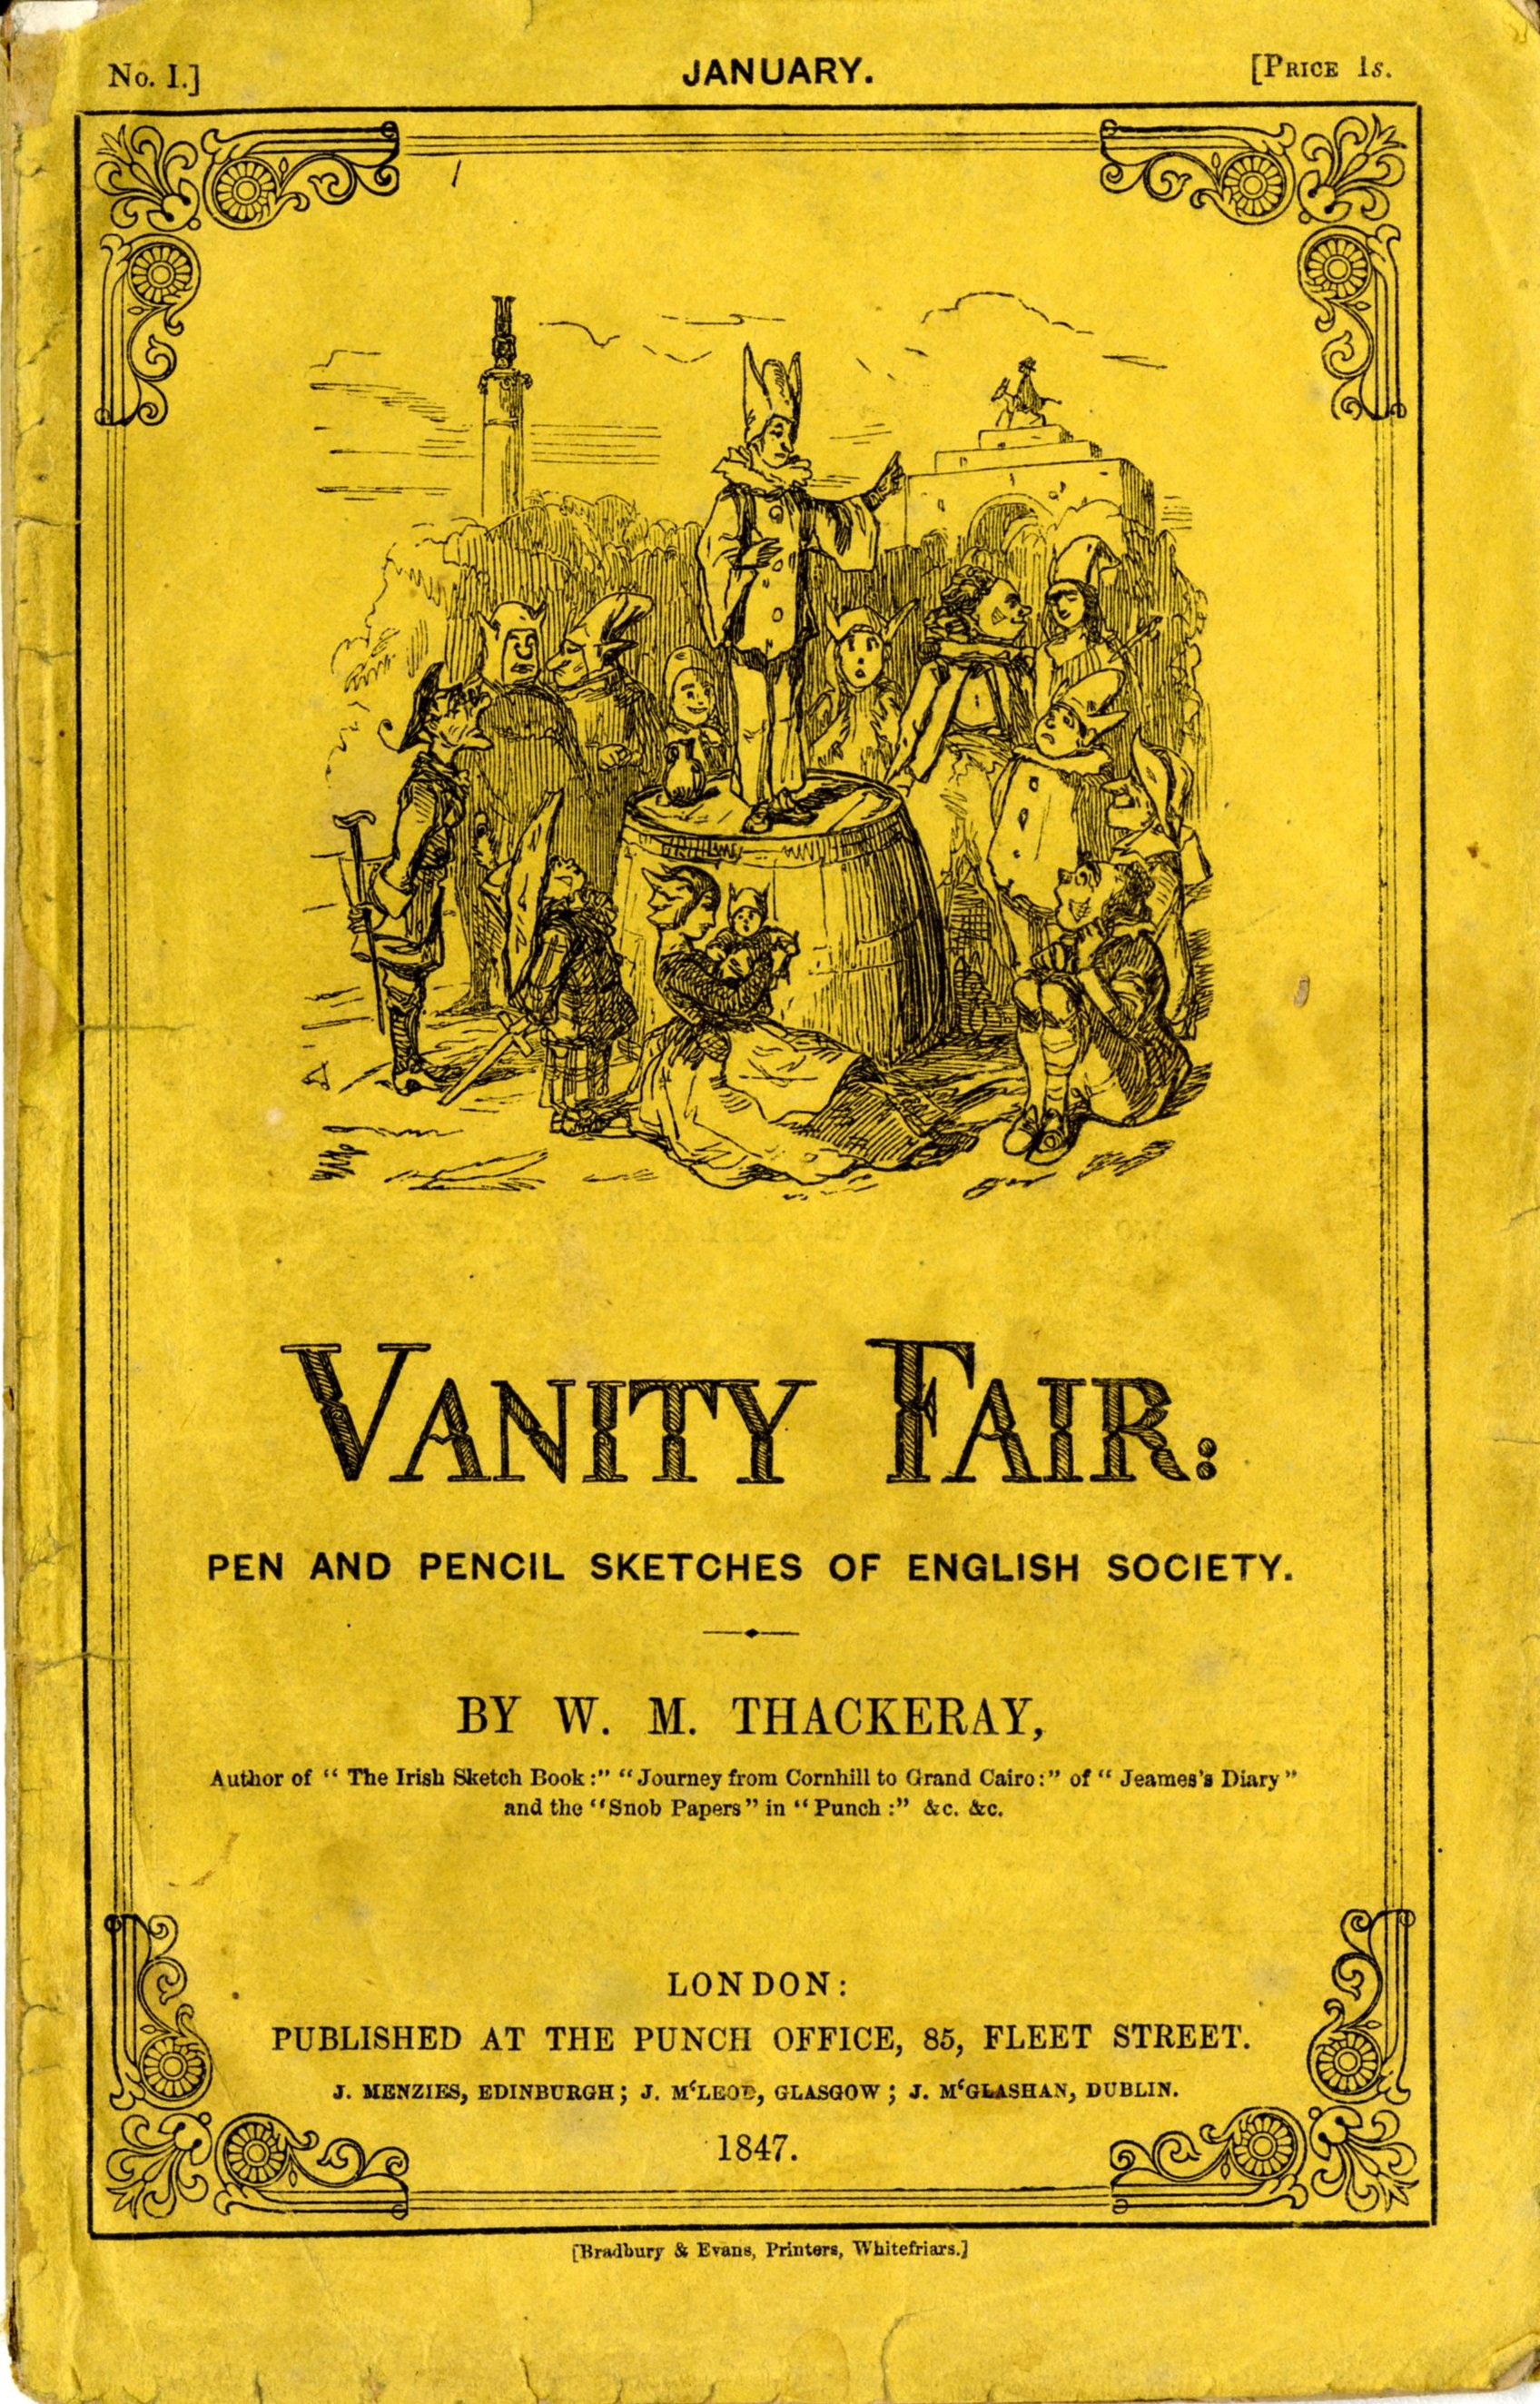 No. I.]
JANUARY.
[Price 1s.
VANITY FAIR:
PEN AND PENCIL SKETCHES OF ENGLISH SOCIETY.
BY W. M. THACKERAY,
Author of “ The Irish Sketch Book:” “Journey from Cornhill to Grand Cairo:” of “ Jeames’s Diary ”
and the “Snob Papers” in “Punch :” &c. &c.
LONDON:
PUBLISHED AT THE PUNCH OFFICE, 85, FLEET STREET.
J. MENZIES, EDINBURGH; J. M‘LEOD, GLASGOW; J. M‘GLASHAN, DUBLIN.
1847.
[Bradbury & Evans, Printers, Whitefriars.]